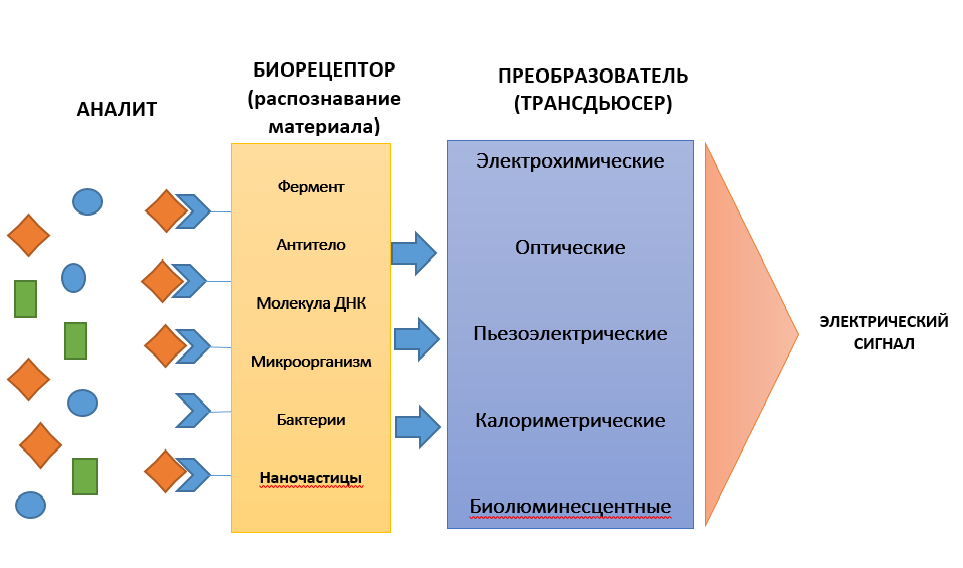 АНАЛИТ
БИОРЕЦЕПТОР
(распознавание
материала)
Фермент
Антитело
Молекула ДНК
Микроорганизм
Бактерии
Наночастицы
ПРЕОБРАЗОВАТЕЛЬ
(ТРАНСДЬЮСЕР)
Электрохимические
Оптические
Пьезоэлектрические
Калориметрические
Биолюминесцентные
ЭЛЕКТРИЧЕСКИЙ
СИГНАЛ